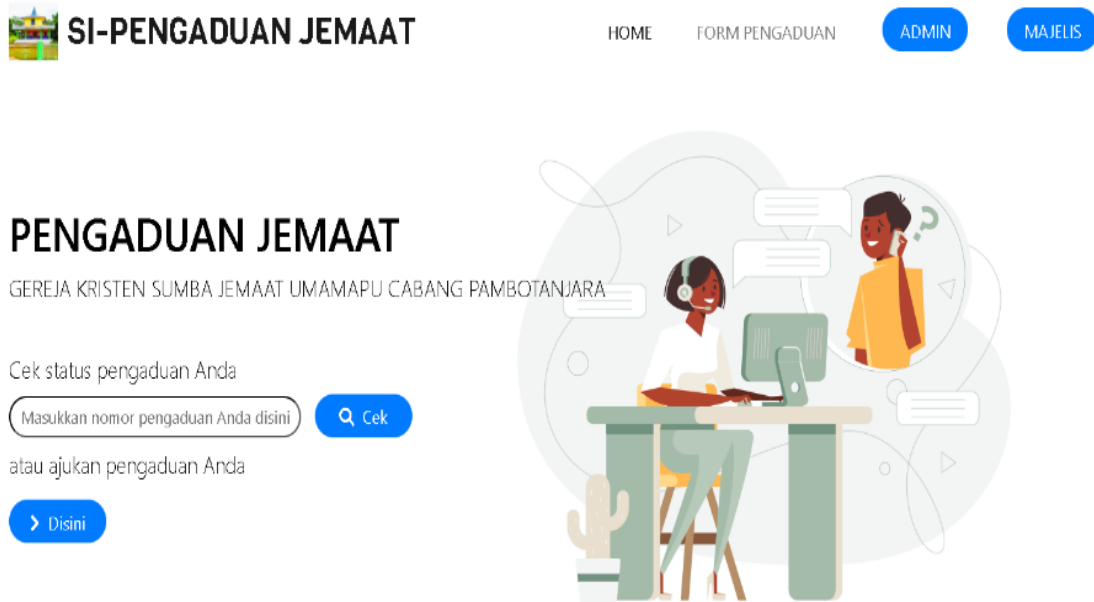 SI-PENGADUAN JEMAAT
HOME
FORM PENGADUAN
ADMIN
MAJELIS
PENGADUAN JEMAAT
GEREJA KRISTEN SUMBA JEMAAT UMAMAPU CABANG PAMBOTANJARA
Cek status pengaduan Anda
Masukkan nomor pengaduan Anda disini
Cek
atau ajukan pengaduan Anda
Disini
?